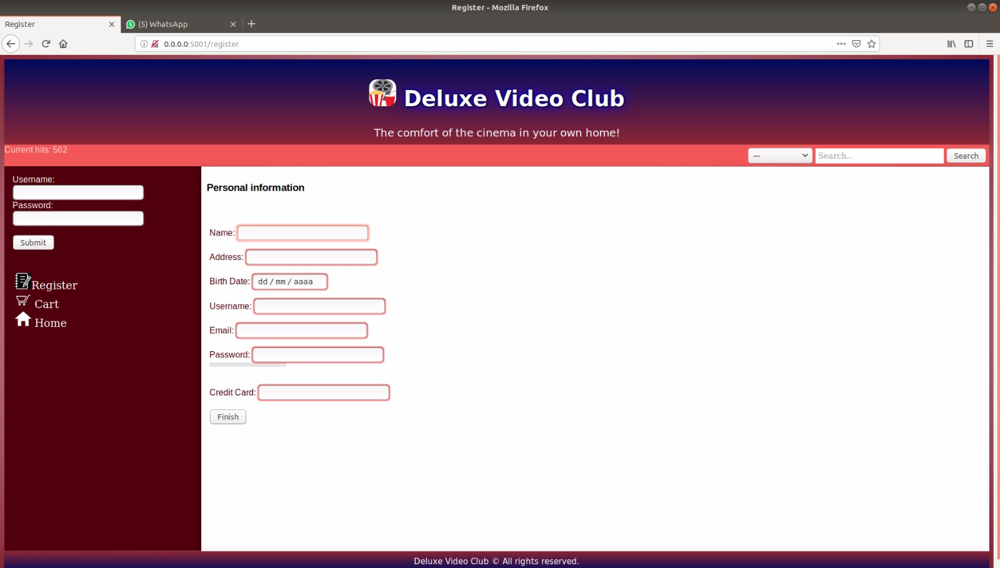 Register - Mozilla Firefox
Register
5 (5) WhatsApp
0.0.0.0:5001/register
Deluxe Video Club
The comfort of the cinema in your own home!
Current hits: 562
---
Search..
Search
Username:
Password:
Submit
Register
Cart
Home
Personal information
Name:
Address:
Birth Date: dd / mm / aaaa
Username:
Email:
Password:
Credit Card:
Finish
Deluxe Video Club © All rights reserved.